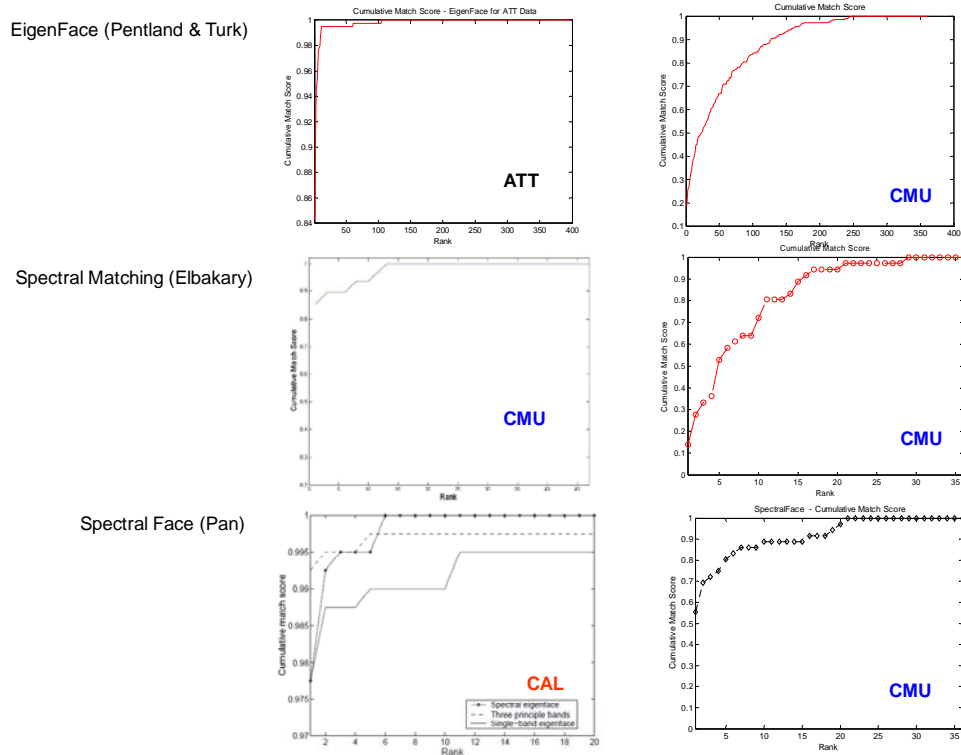 EigenFace (Pentland & Turk)
Cumulative Match Score - EigenFace for ATT Data
Cumulative Match Score
1
0.98
0.96
0.94
0.92
0.9
0.88
0.86
0.84
ATT
50 100 150 200 250 300 350 400
Rank
Cumulative Match Score
Cumulative Match Score
1
0.9
0.8
0.7
0.6
0.5
0.4
0.3
0.2
0.1
CMU
0 50 100 150 200 250 300 350 400
Rank
Spectral Matching (Elbakary)
Cumulative Match Score
CMU
Rank
Cumulative Match Score
Cumulative Match Score
1
0.9
0.8
0.7
0.6
0.5
0.4
0.3
0.2
0.1
0
CMU
5 10 15 20 25 30 35
Rank
Spectral Face (Pan)
Cumulative match score
1
0.995
0.99
0.985
0.98
0.975
0.97
CAL
Spectral eigenface
Three principle bands
Single-band eigenface
2 4 6 8 10 12 14 16 18 20
Rank
SpectralFace - Cumulative Match Score
Cumulative Match Score
1
0.9
0.8
0.7
0.6
0.5
0.4
0.3
0.2
0.1
0
CMU
5 10 15 20 25 30 35
Rank